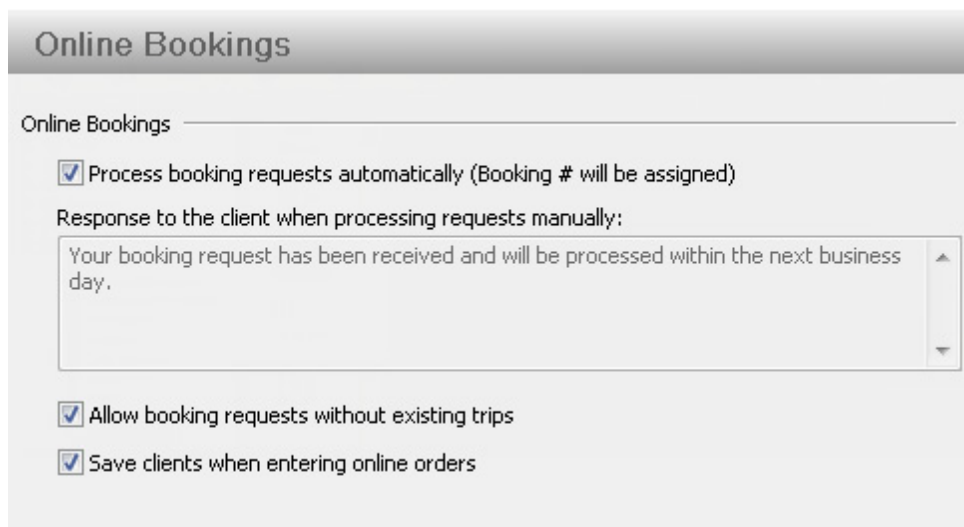 Online Bookings
Online Bookings
Process booking requests automatically (Booking # will be assigned)
Response to the client when processing requests manually:
Your booking request has been received and will be processed within the next business
day.
Allow booking requests without existing trips
Save clients when entering online orders